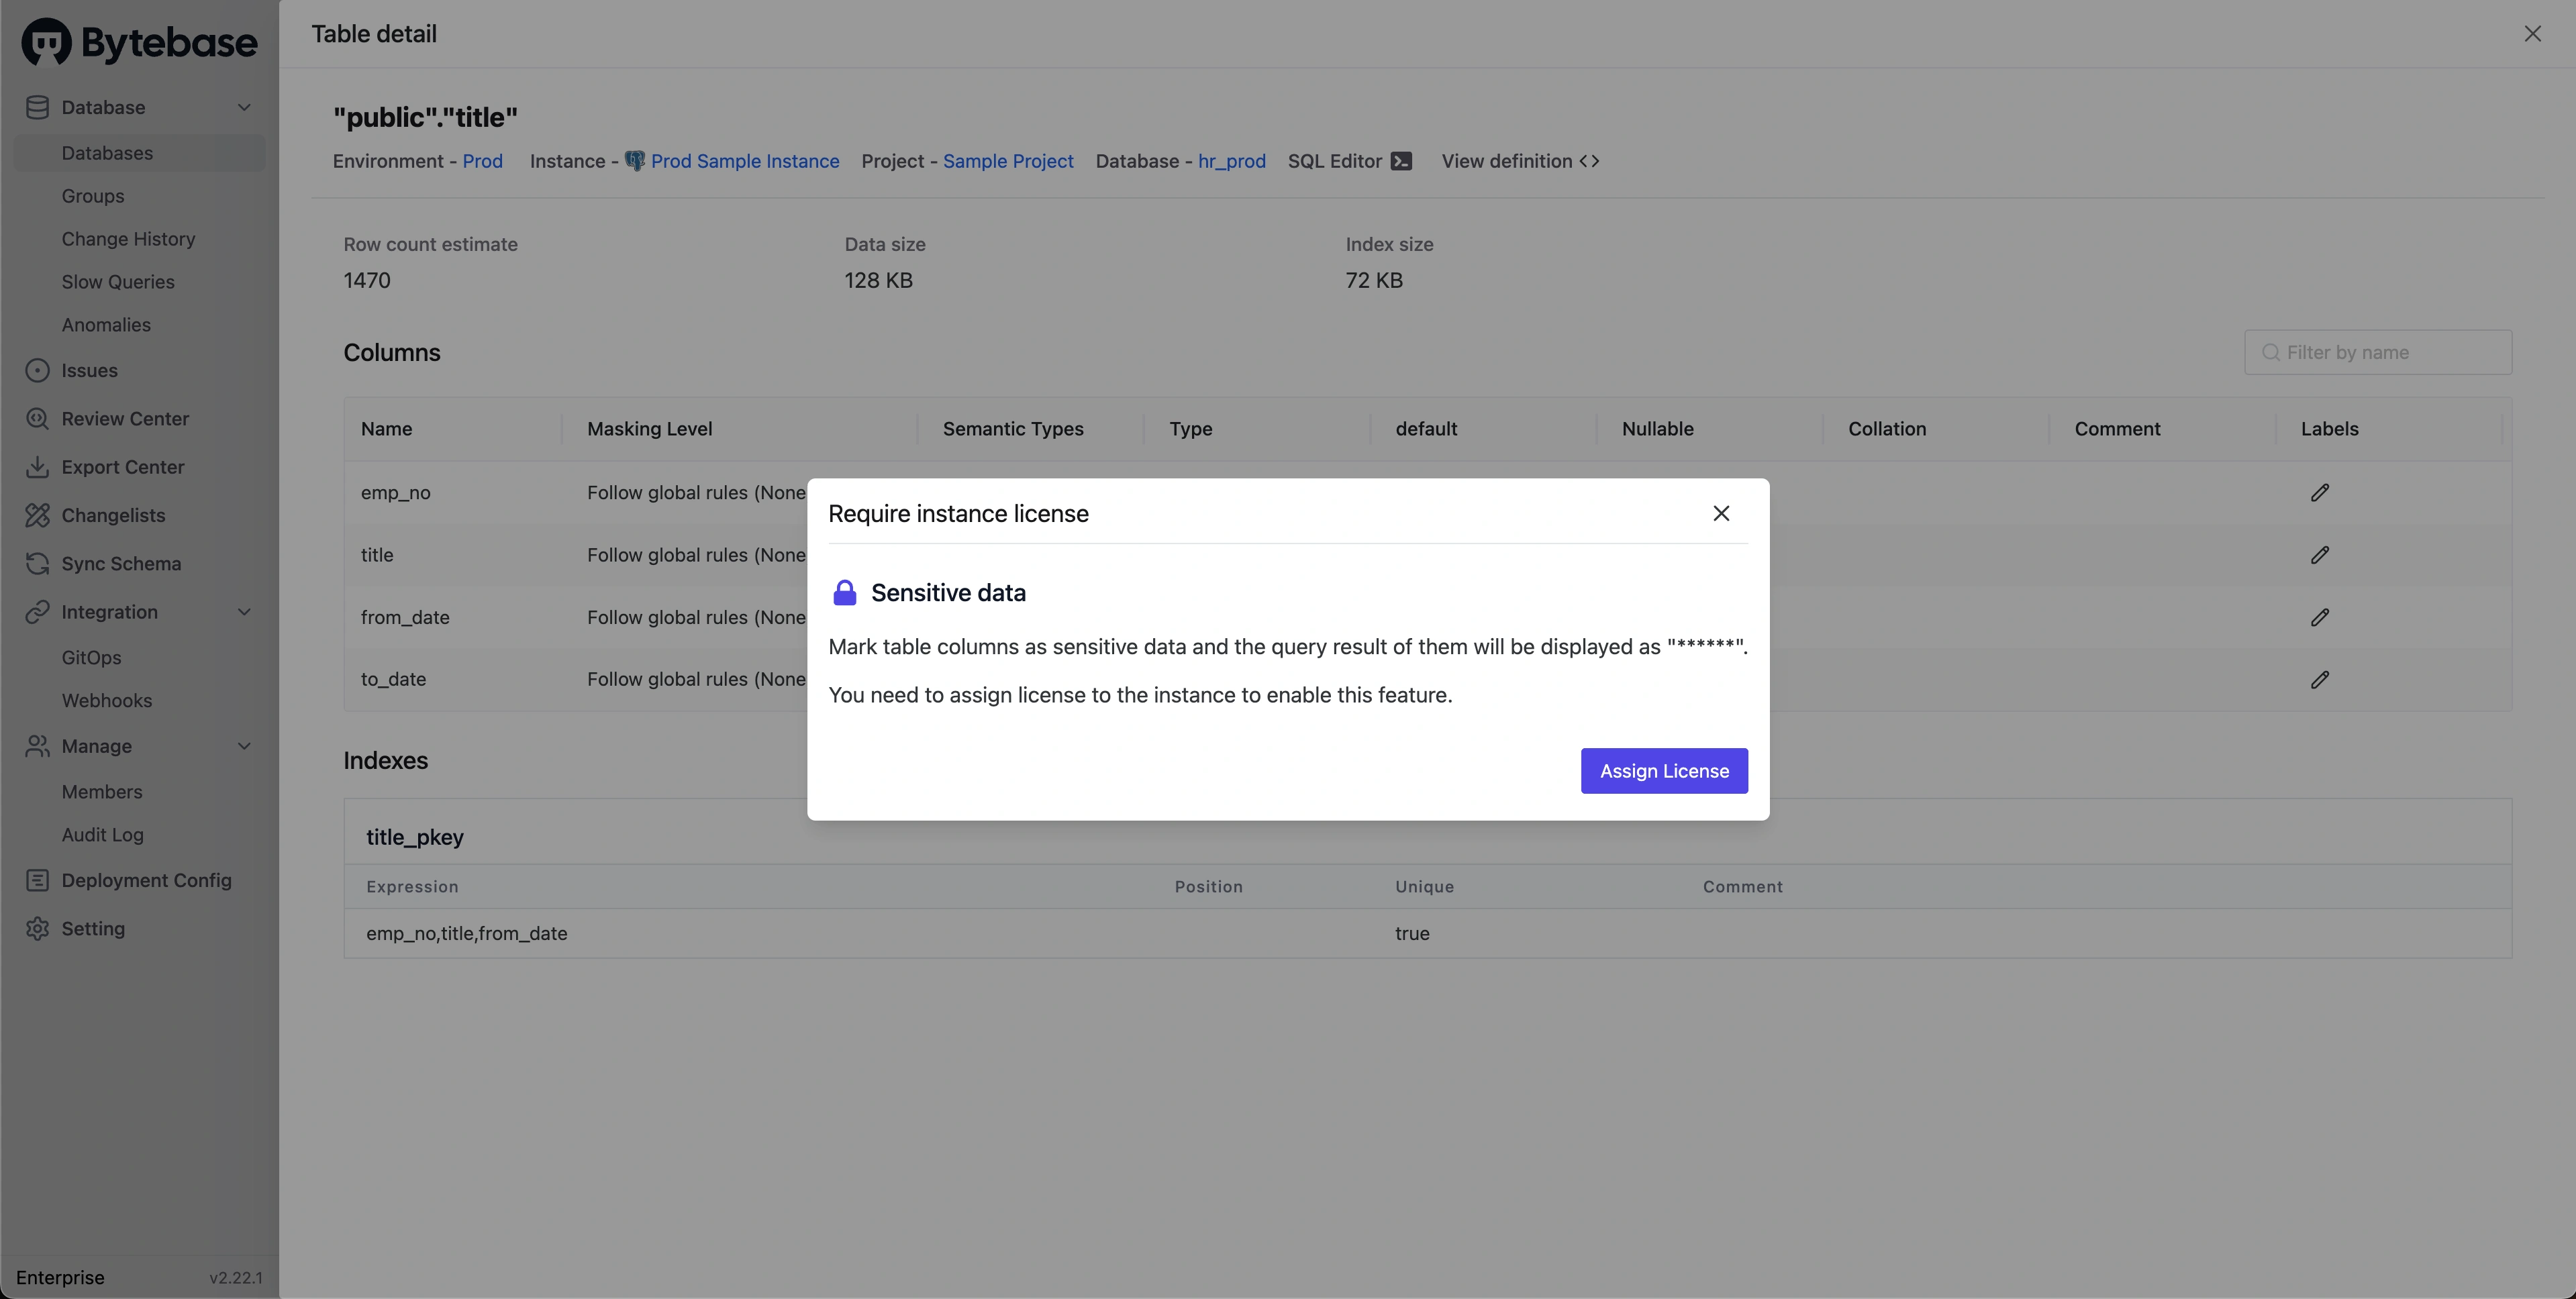 Bytebase
Database
Databases
Groups
Change History
Slow Queries
Anomalies
Issues
Review Center
Export Center
Changelists
Sync Schema
Integration
GitOps
Webhooks
Manage
Members
Audit Log
Deployment Config
Setting
Enterprise v2.22.1
Table detail
"public"."title"
Environment - Prod Instance - Prod Sample Instance Project - Sample Project Database - hr_prod SQL Editor View definition
Row count estimate Data size Index size
1470 128 KB 72 KB
Columns Filter by name
Name Masking Level Semantic Types Type default Nullable Collation Comment Labels
emp_no Follow global rules (None
title Follow global rules (None
from_date Follow global rules (None
to_date Follow global rules (None
Require instance license
Sensitive data
Mark table columns as sensitive data and the query result of them will be displayed as "******".
You need to assign license to the instance to enable this feature.
Assign License
Indexes
title_pkey
Expression Position Unique Comment
emp_no,title,from_date true